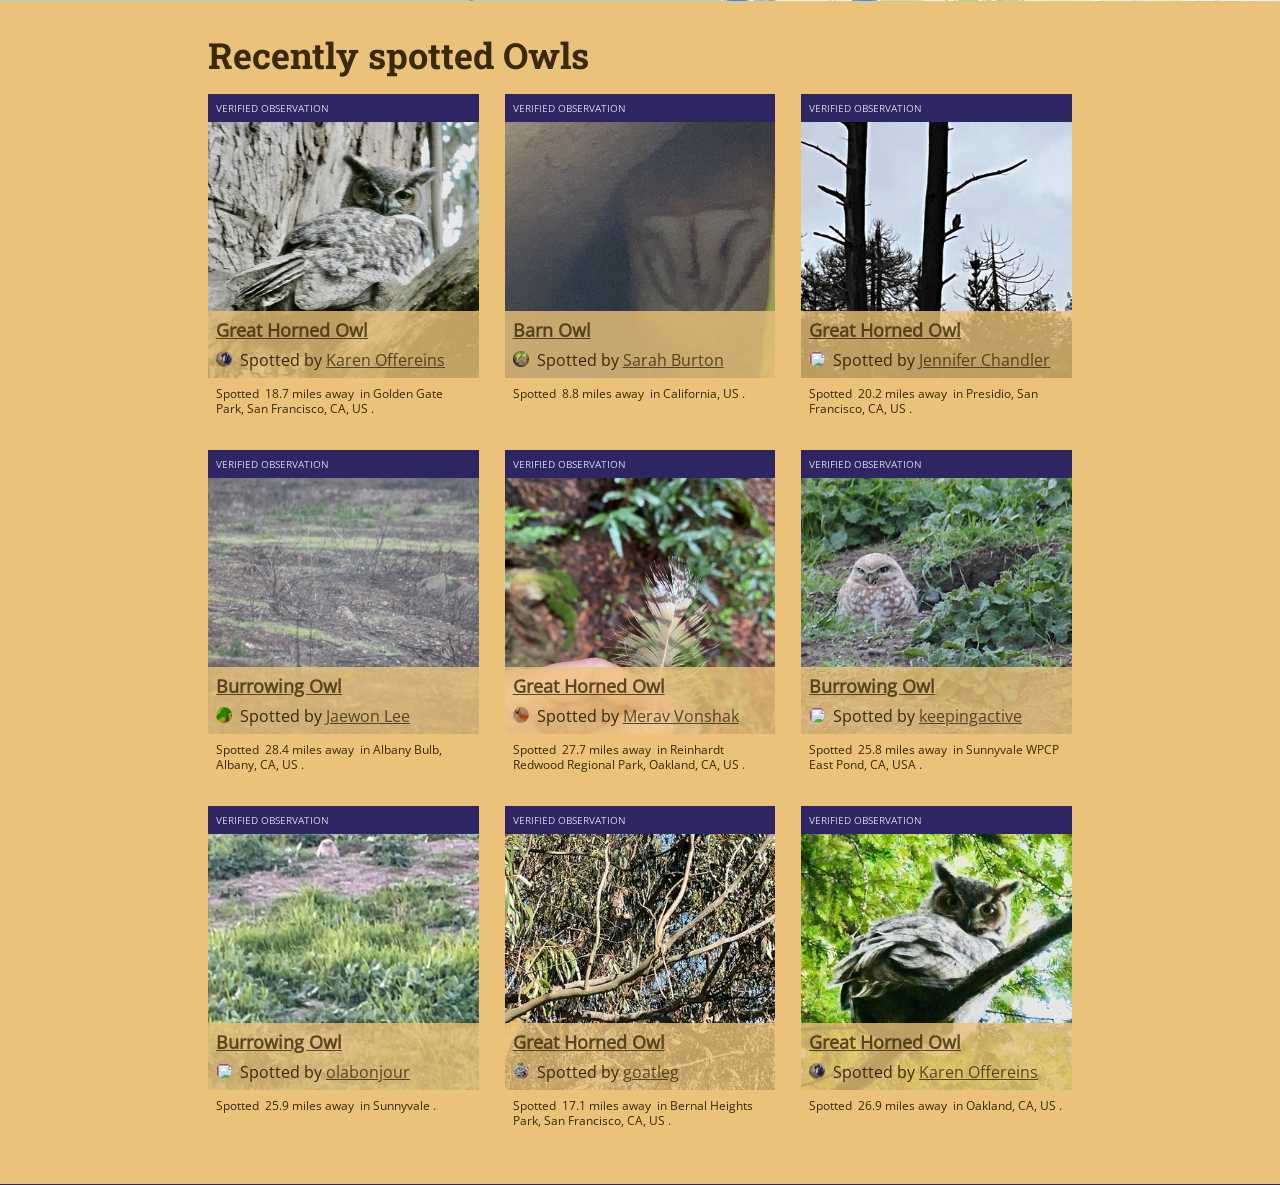 Recently spotted Owls
VERIFIED OBSERVATION
Great Horned Owl
Spotted by Karen Offereins
Spotted 18.7 miles away in Golden Gate
Park, San Francisco, CA, US .
VERIFIED OBSERVATION
Barn Owl
Spotted by Sarah Burton
Spotted 8.8 miles away in California, US .
VERIFIED OBSERVATION
Great Horned Owl
Spotted by Jennifer Chandler
Spotted 20.2 miles away in Presidio, San
Francisco, CA, US .
VERIFIED OBSERVATION
Burrowing Owl
Spotted by Jaewon Lee
Spotted 28.4 miles away in Albany Bulb,
Albany, CA, US .
VERIFIED OBSERVATION
Great Horned Owl
Spotted by Merav Vonshak
Spotted 27.7 miles away in Reinhardt
Redwood Regional Park, Oakland, CA, US .
VERIFIED OBSERVATION
Burrowing Owl
Spotted by keepingactive
Spotted 25.8 miles away in Sunnyvale WPCP
East Pond, CA, USA .
VERIFIED OBSERVATION
Burrowing Owl
Spotted by olabonjour
Spotted 25.9 miles away in Sunnyvale .
VERIFIED OBSERVATION
Great Horned Owl
Spotted by goatleg
Spotted 17.1 miles away in Bernal Heights
Park, San Francisco, CA, US .
VERIFIED OBSERVATION
Great Horned Owl
Spotted by Karen Offereins
Spotted 26.9 miles away in Oakland, CA, US .